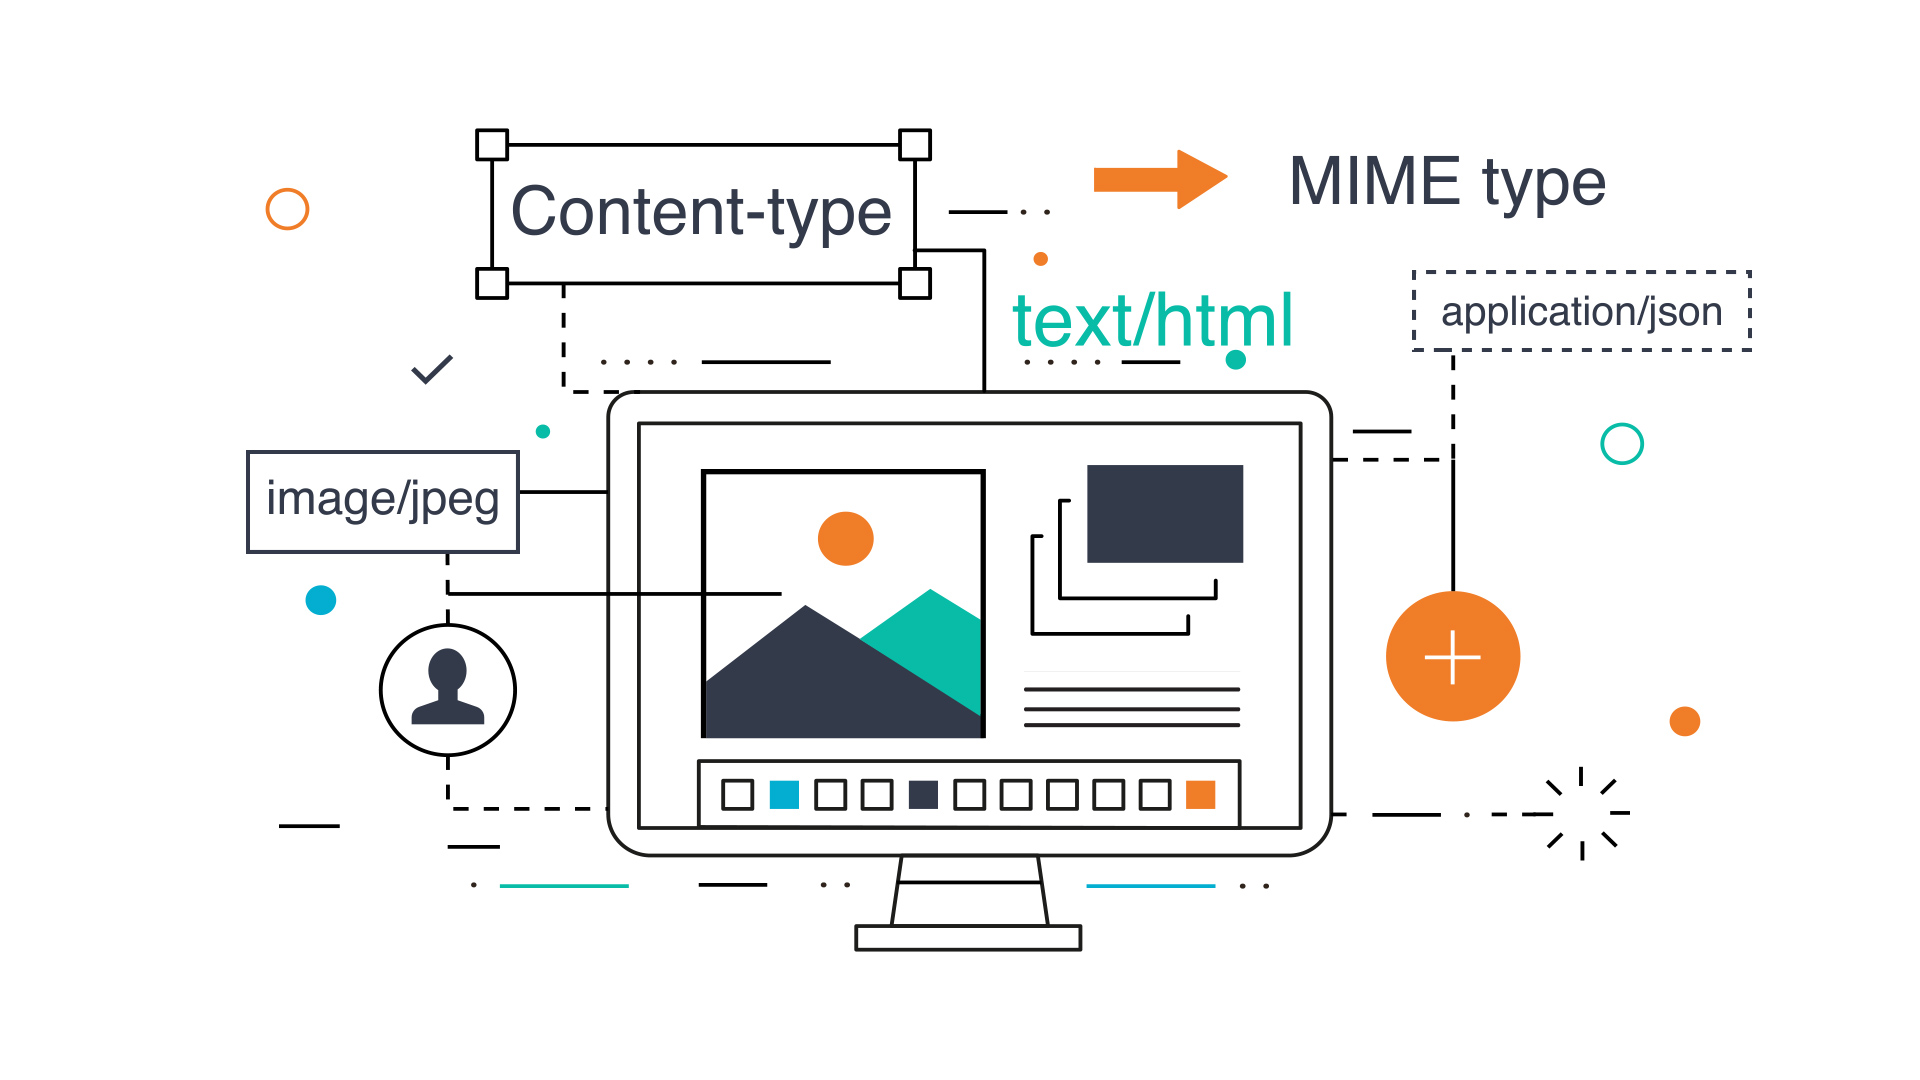 Content-type
MIME type
text/html
application/json
image/jpeg